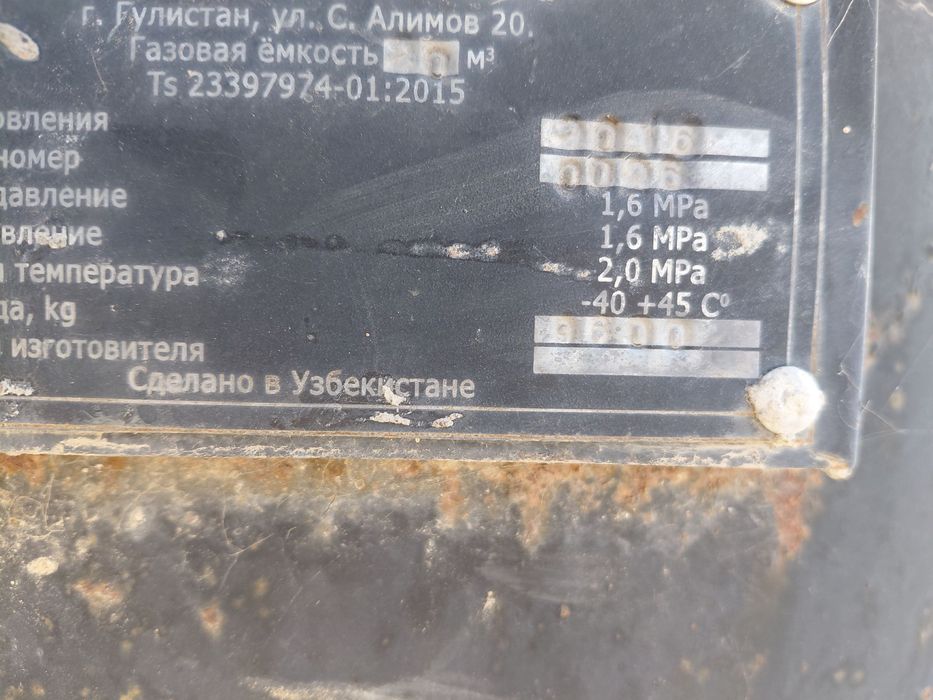 г. Гулистан, ул. С. Алимов 20.
Газовая ёмкость м³
Ts 23397974-01:2015
овления
номер
давление 1,6 MPa
вление 1,6 MPa
температура 2,0 MPa
да, kg -40 +45 C⁰
изготовителя
Сделано в Узбекистане